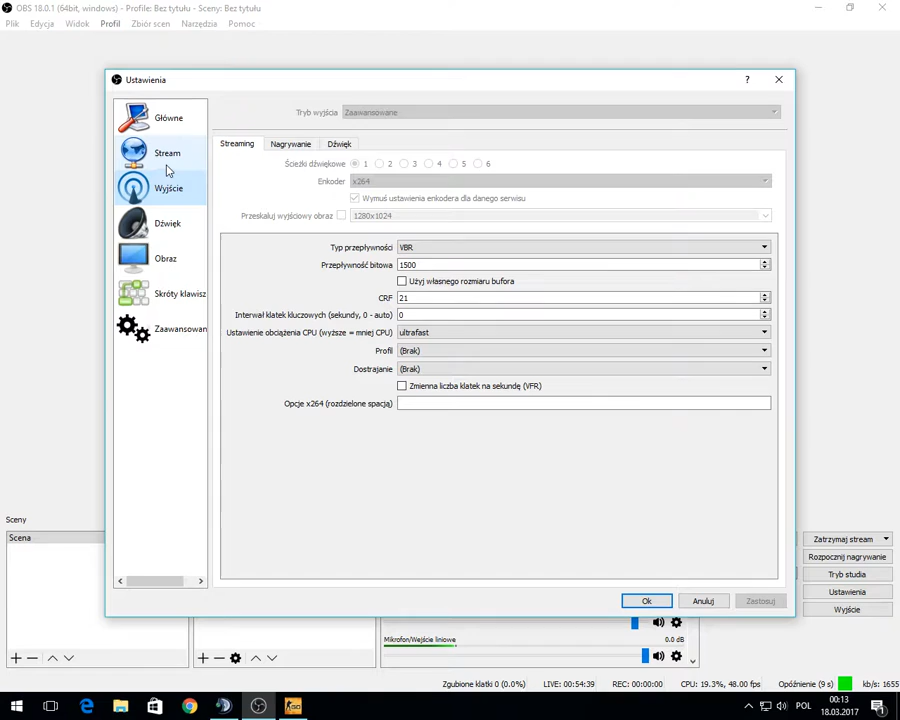 OBS 18.0.1 (64bit, windows) - Profile: Bez tytułu - Sceny: Bez tytułu
Plik Edycja Widok Profil Zbiór scen Narzędzia Pomoc
Ustawienia
?
Główne
Stream
Wyjście
Dźwięk
Obraz
Skróty klawisz
Zaawansowan
Tryb wyjścia Zaawansowane
Streaming Nagrywanie Dźwięk
Ścieżki dźwiękowe 1 2 3 4 5 6
Enkoder x264
Wymuś ustawienia enkodera dla danego serwisu
Przeskaluj wyjściowy obraz 1280x1024
Typ przepływności VBR
Przepływność bitowa 1500
Użyj własnego rozmiaru bufora
CRF 21
Interwał klatek kluczowych (sekundy, 0 - auto) 0
Ustawienie obciążenia CPU (wyższe = mniej CPU) ultrafast
Profil (Brak)
Dostrajanie (Brak)
Zmienna liczba klatek na sekundę (VFR)
Opcje x264 (rozdzielone spacją)
Ok Anuluj Zastosuj
Sceny
Scena
Zatrzymaj stream
Rozpocznij nagrywanie
Tryb studia
Ustawienia
Wyjście
Mikrofon/Wejście liniowe 0.0 dB
Zgubione klatki 0 (0.0%) LIVE: 00:54:39 REC: 00:00:00 CPU: 19.3%, 48.00 fps Opóźnienie (9 s) kb/s: 1655
POL
00:13
18.03.2017